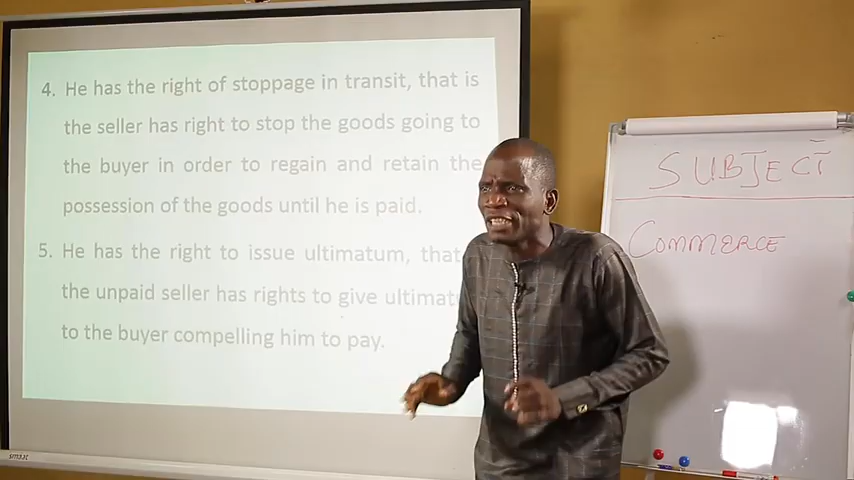 4. He has the right of stoppage in transit, that is
the seller has right to stop the goods going to
the buyer in order to regain and retain the
possession of the goods until he is paid.
5. He has the right to issue ultimatum, that
the unpaid seller has rights to give ultimat
to the buyer compelling him to pay.
SUBJECT
COMMERCE
smaat